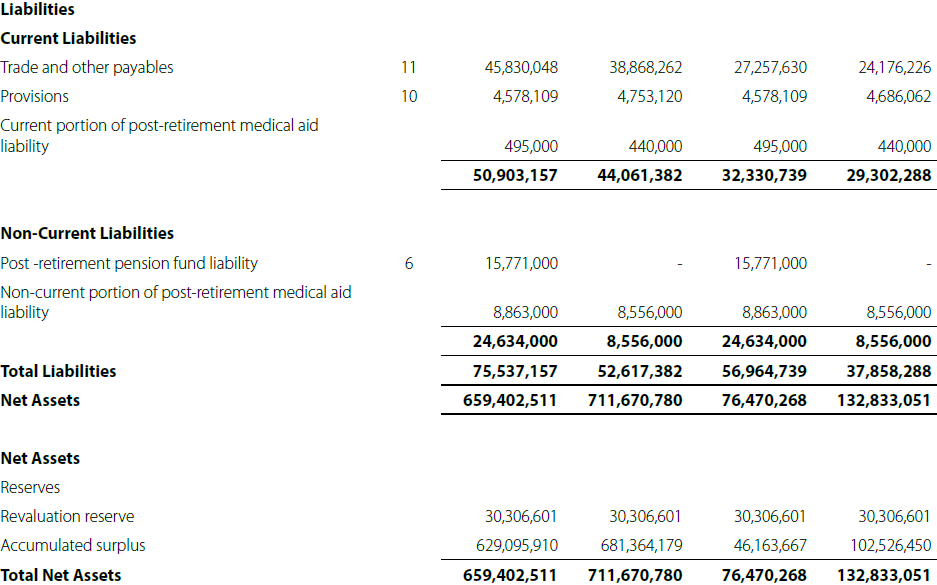 Liabilities
Current Liabilities
Trade and other payables 11 45,830,048 38,868,262 27,257,630 24,176,226
Provisions 10 4,578,109 4,753,120 4,578,109 4,686,062
Current portion of post-retirement medical aid
liability 495,000 440,000 495,000 440,000
50,903,157 44,061,382 32,330,739 29,302,288
Non-Current Liabilities
Post -retirement pension fund liability 6 15,771,000 - 15,771,000 -
Non-current portion of post-retirement medical aid
liability 8,863,000 8,556,000 8,863,000 8,556,000
24,634,000 8,556,000 24,634,000 8,556,000
Total Liabilities 75,537,157 52,617,382 56,964,739 37,858,288
Net Assets 659,402,511 711,670,780 76,470,268 132,833,051
Net Assets
Reserves
Revaluation reserve 30,306,601 30,306,601 30,306,601 30,306,601
Accumulated surplus 629,095,910 681,364,179 46,163,667 102,526,450
Total Net Assets 659,402,511 711,670,780 76,470,268 132,833,051